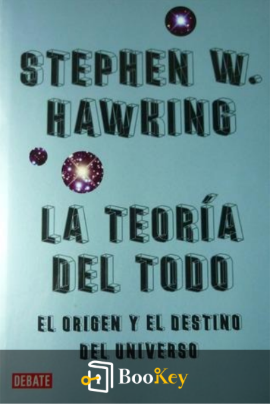 STEPHEN W.
HAWKING
LA TEORÍA
DEL TODO
EL ORIGEN Y EL DESTINO
DEL UNIVERSO
DEBATE
BooKey